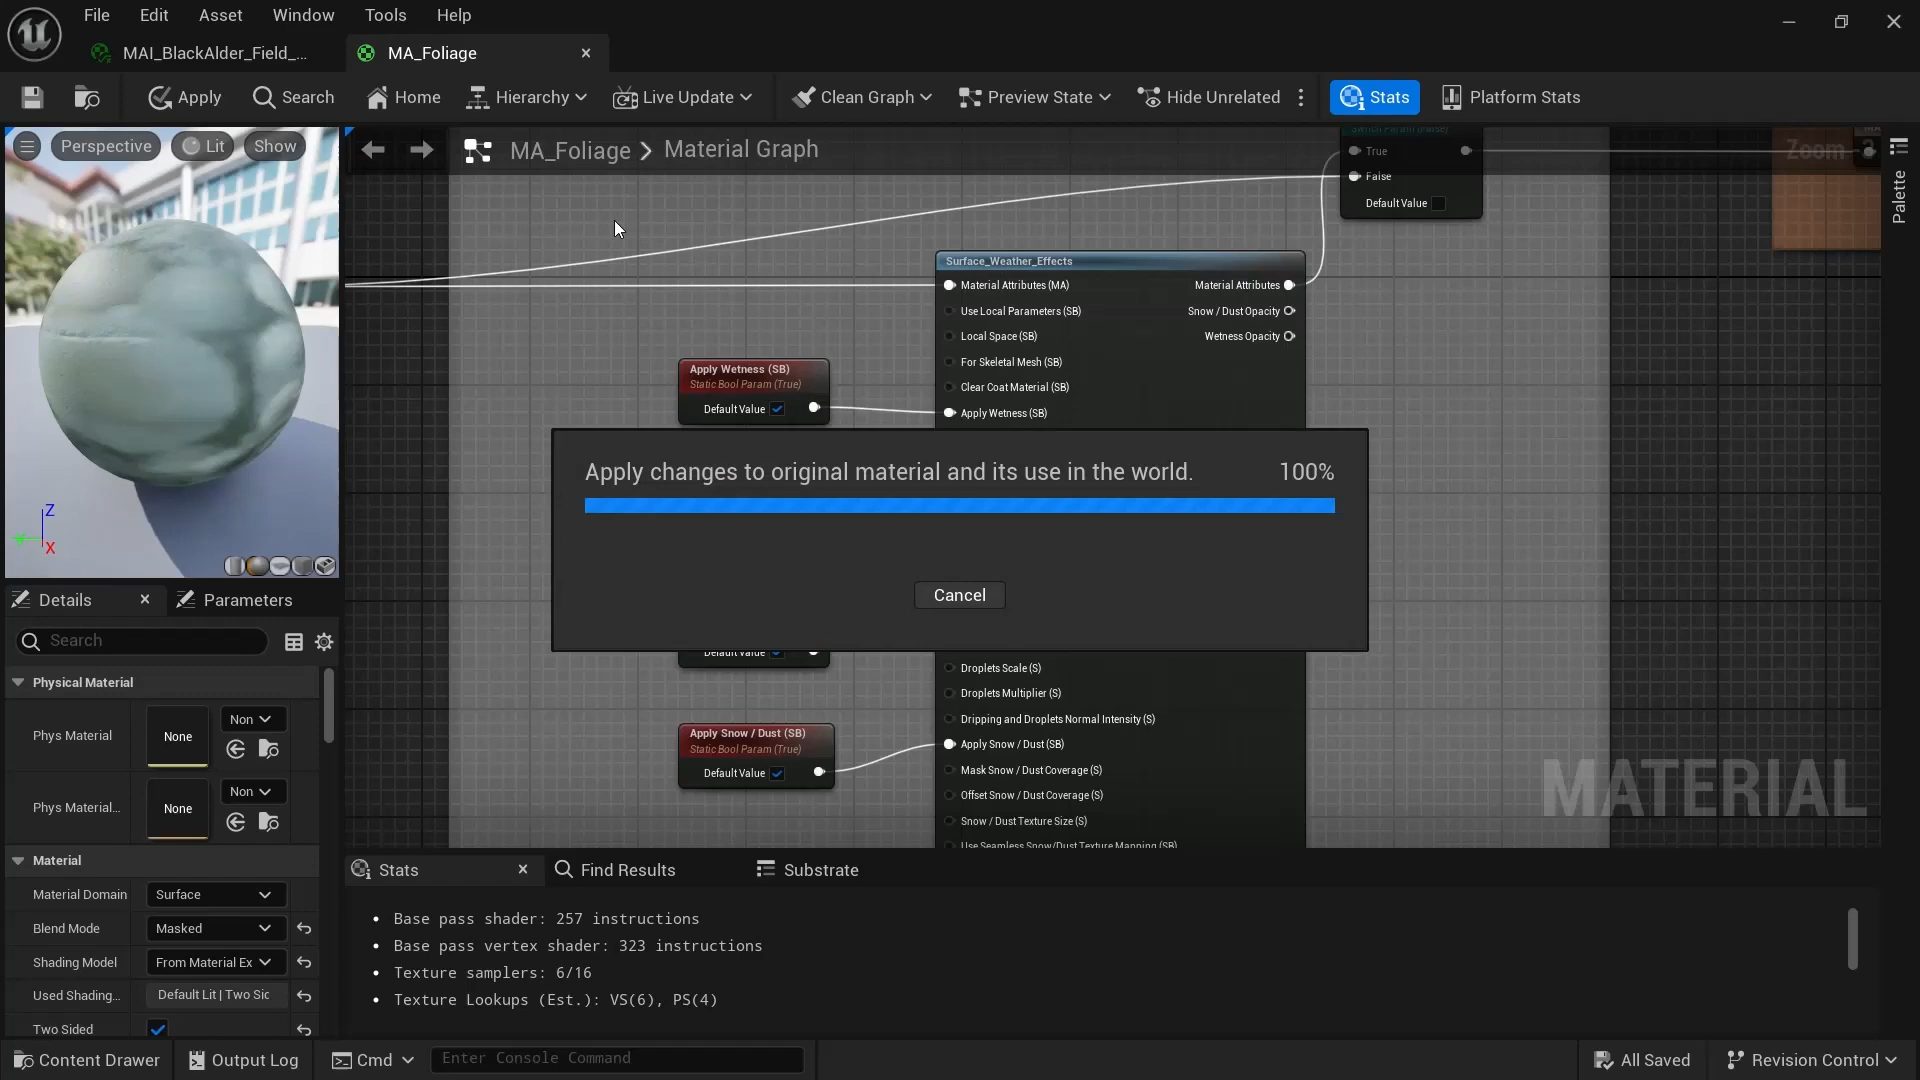 File Edit Asset Window Tools Help
MAI_BlackAlder_Field_...
MA_Foliage
Apply
Search
Home
Hierarchy
Live Update
Clean Graph
Preview State
Hide Unrelated
Stats
Platform Stats
Perspective
Lit
Show
MA_Foliage > Material Graph
Zoom
Palette
True
False
Default Value
Surface_Weather_Effects
Material Attributes (MA)
Material Attributes
Use Local Parameters (SB)
Snow / Dust Opacity
Local Space (SB)
Wetness Opacity
For Skeletal Mesh (SB)
Clear Coat Material (SB)
Apply Wetness (SB)
Apply Wetness (SB)
Static Bool Param (True)
Default Value
Apply changes to original material and its use in the world. 100%
Cancel
Default Value
Droplets Scale (S)
Droplets Multiplier (S)
Dripping and Droplets Normal Intensity (S)
Apply Snow / Dust (SB)
Mask Snow / Dust Coverage (S)
Offset Snow / Dust Coverage (S)
Snow / Dust Texture Size (S)
Use Seamless Snow/Dust Texture Mapping (SB)
Apply Snow / Dust (SB)
Static Bool Param (True)
Default Value
MATERIAL
Z
X
Details
Parameters
Search
Physical Material
Phys Material
None
Non
Phys Material...
None
Non
Material
Material Domain
Surface
Blend Mode
Masked
Shading Model
From Material Ex
Used Shading...
Default Lit | Two Sic
Two Sided
Stats
Find Results
Substrate
• Base pass shader: 257 instructions
• Base pass vertex shader: 323 instructions
• Texture samplers: 6/16
• Texture Lookups (Est.): VS(6), PS(4)
Content Drawer
Output Log
Cmd
Enter Console Command
All Saved
Revision Control